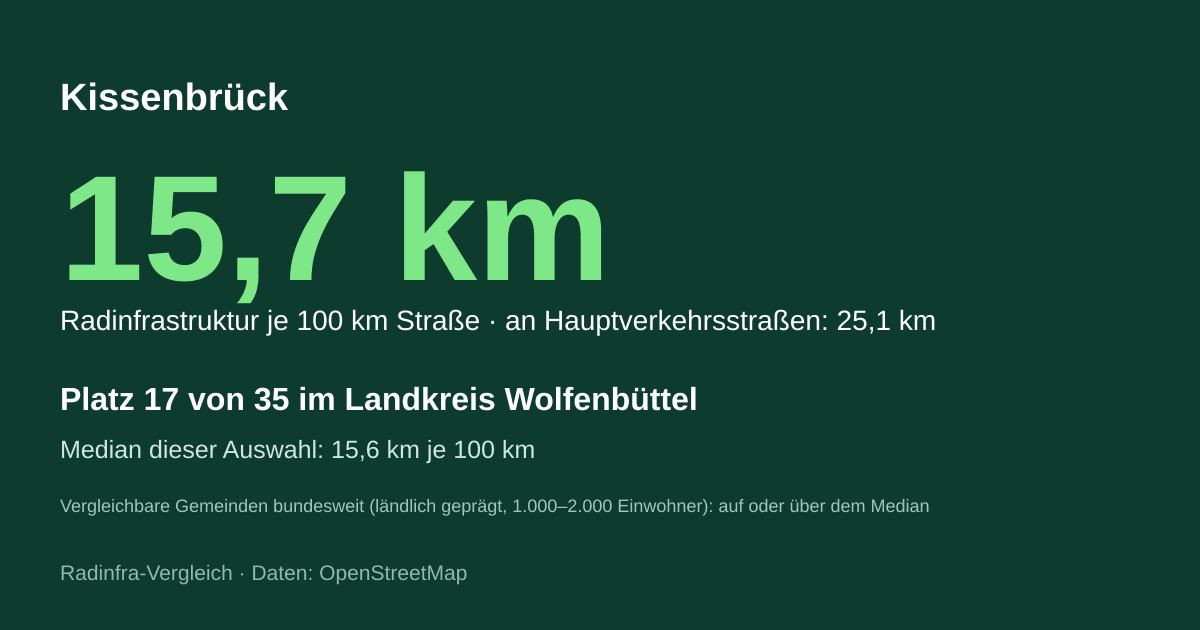 Kissenbrück
15,7 km
Radinfrastruktur je 100 km Straße · an Hauptverkehrsstraßen: 25,1 km
Platz 17 von 35 im Landkreis Wolfenbüttel
Median dieser Auswahl: 15,6 km je 100 km
Vergleichbare Gemeinden bundesweit (ländlich geprägt, 1.000–2.000 Einwohner): auf oder über dem Median
Radinfra-Vergleich · Daten: OpenStreetMap